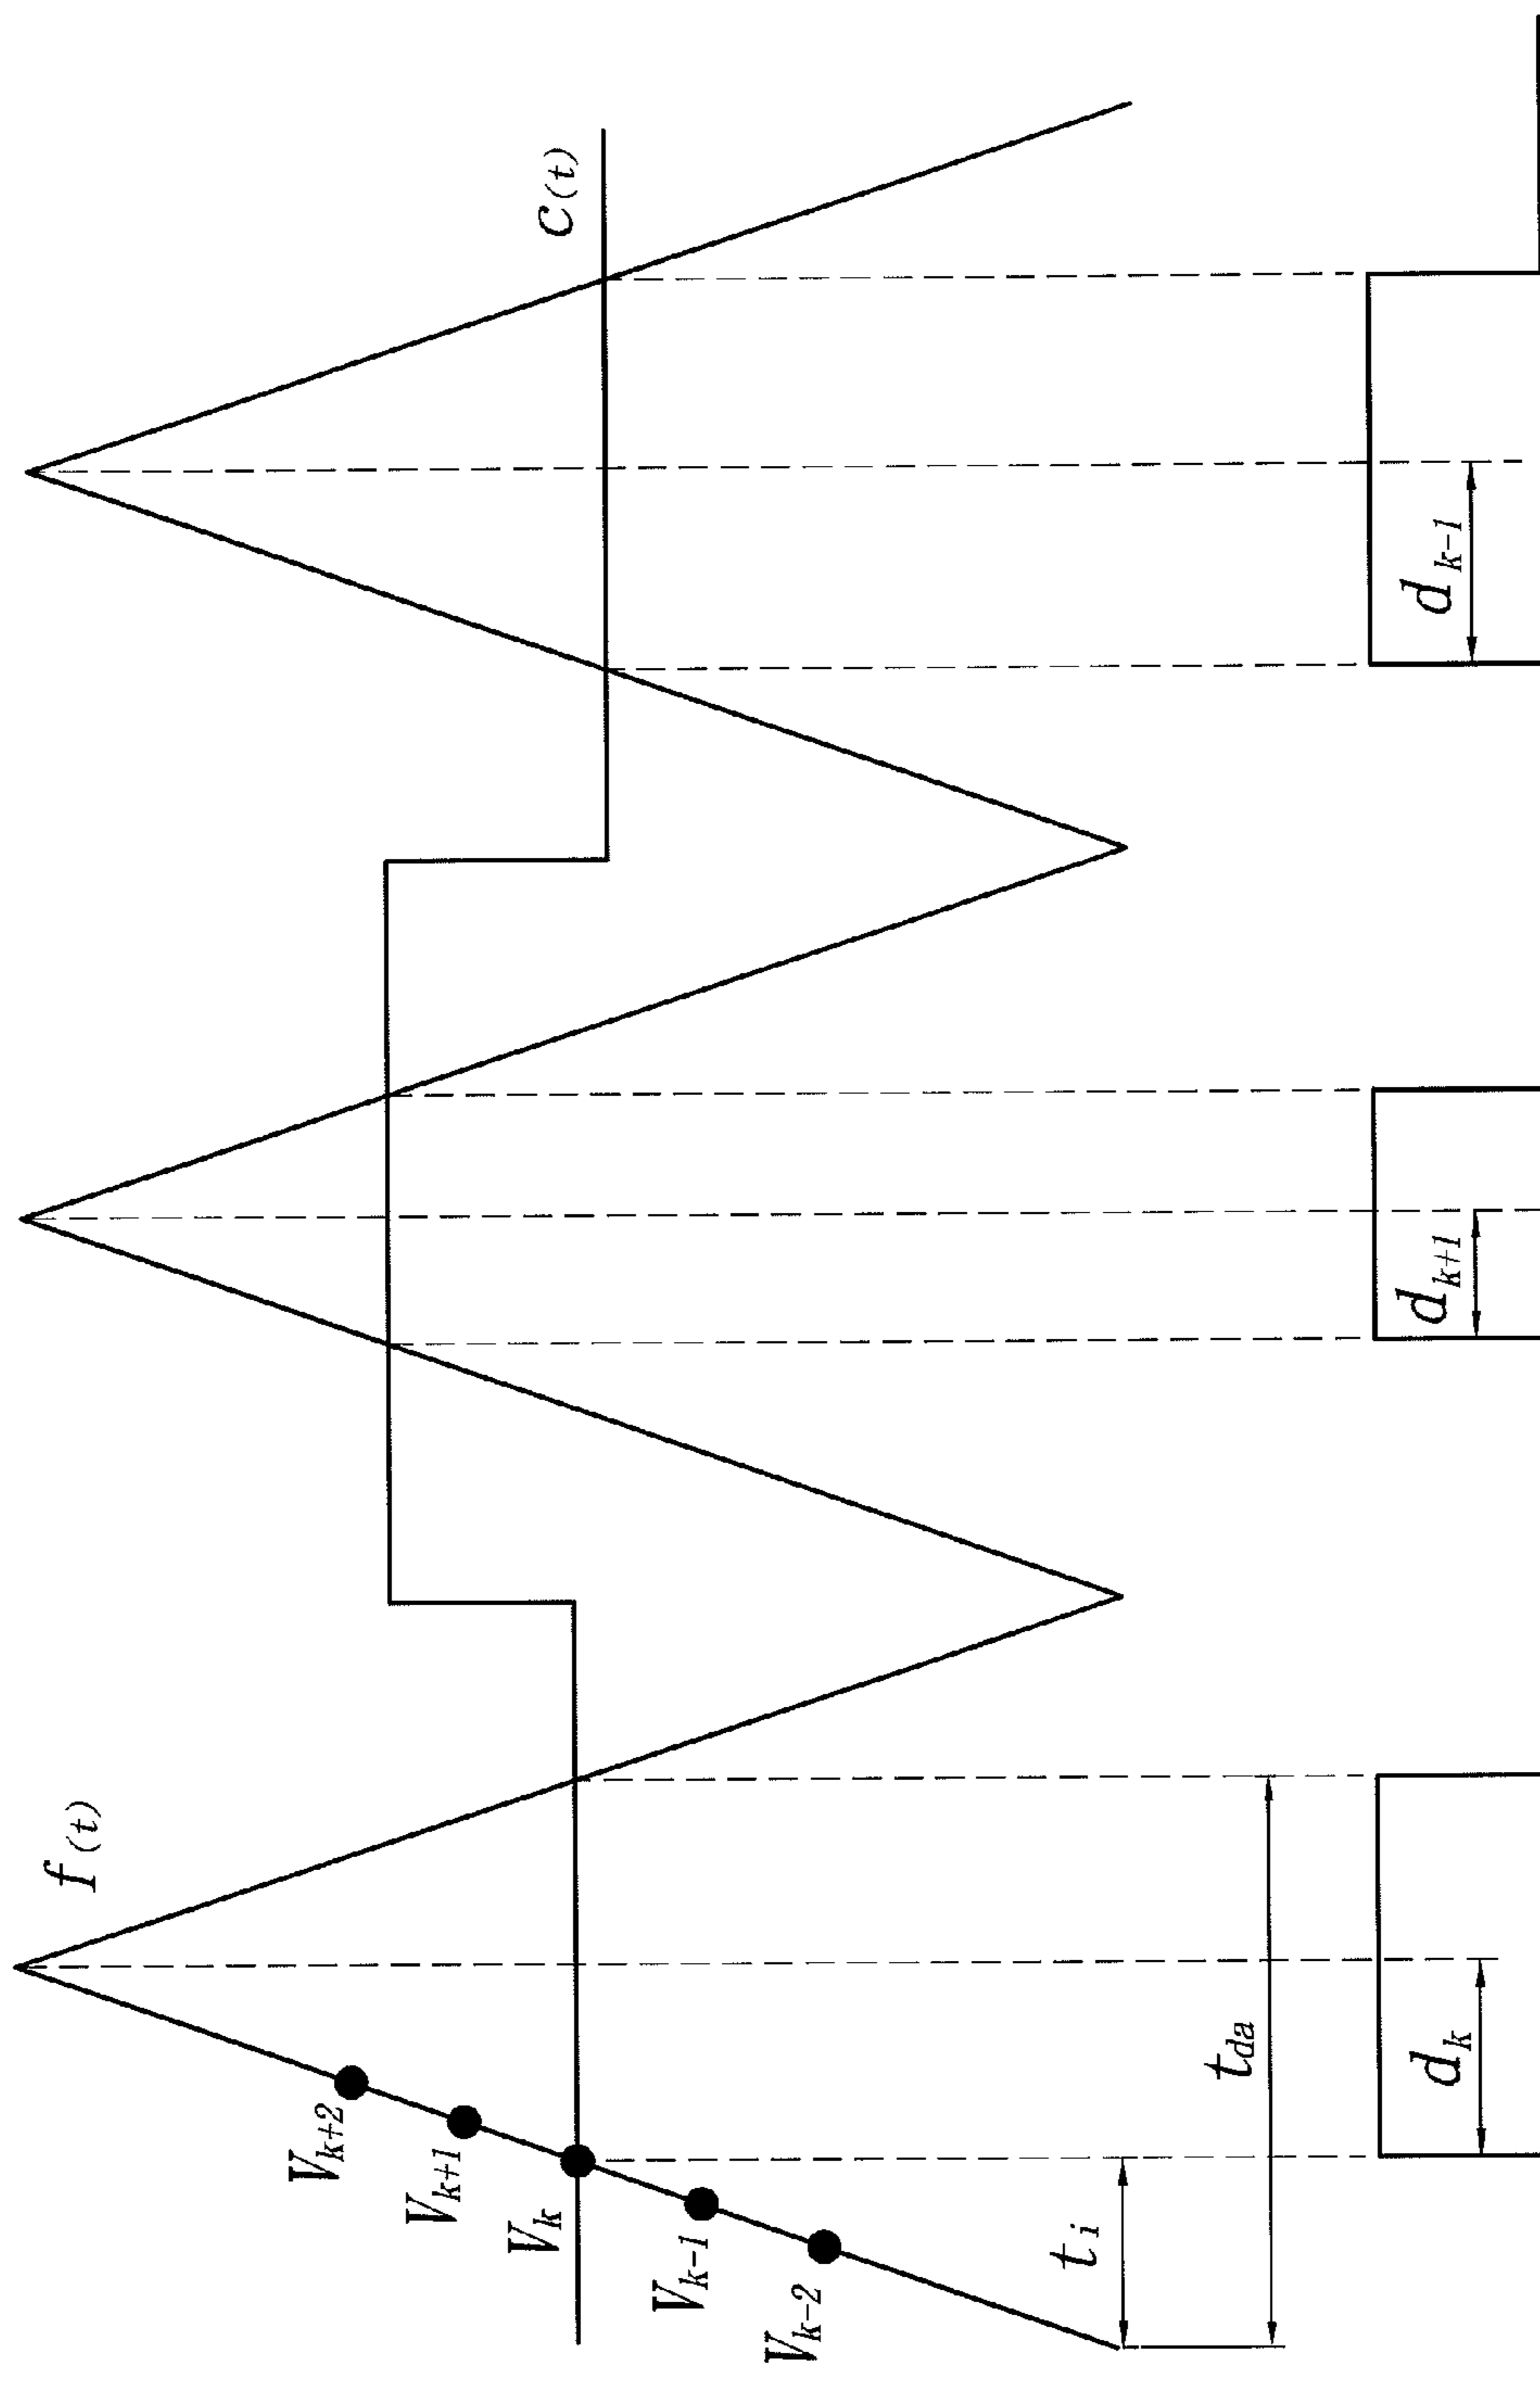 f(t)
c(t)
V_{k+2}
V_{k+1}
V_k
V_{k-1}
V_{k-2}
t_i
t_{da}
d_k
d_{k+1}
d_{k-1}